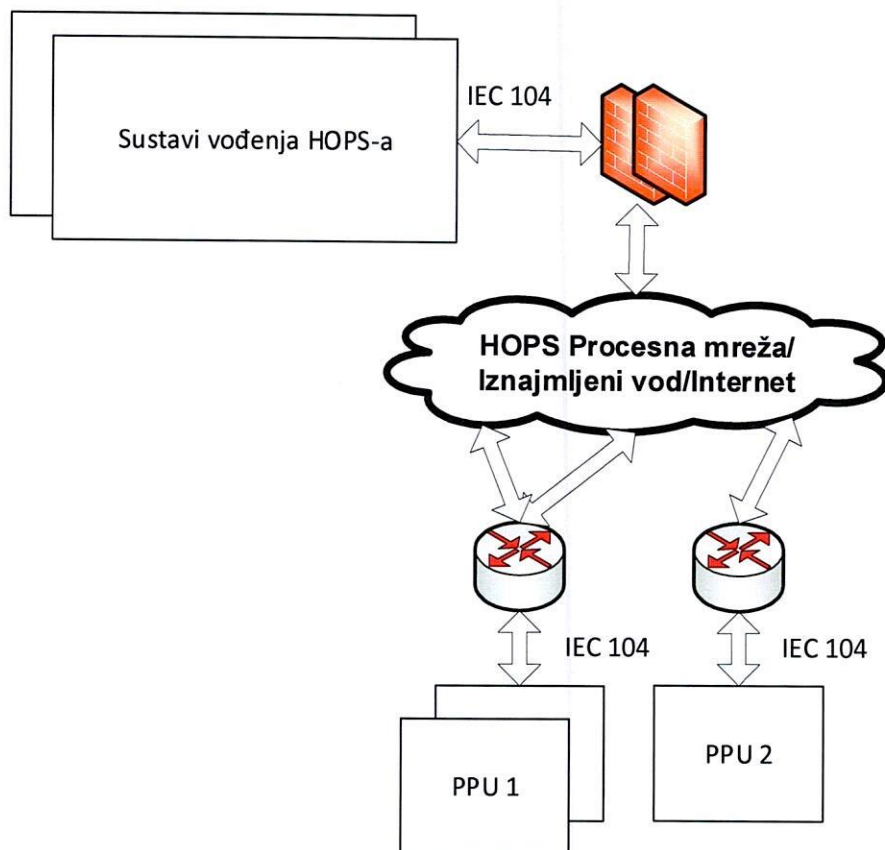 IEC 104
Sustavi vođenja HOPS-a
HOPS Procesna mreža/
Iznajmljeni vod/Internet
IEC 104
IEC 104
PPU 1
PPU 2